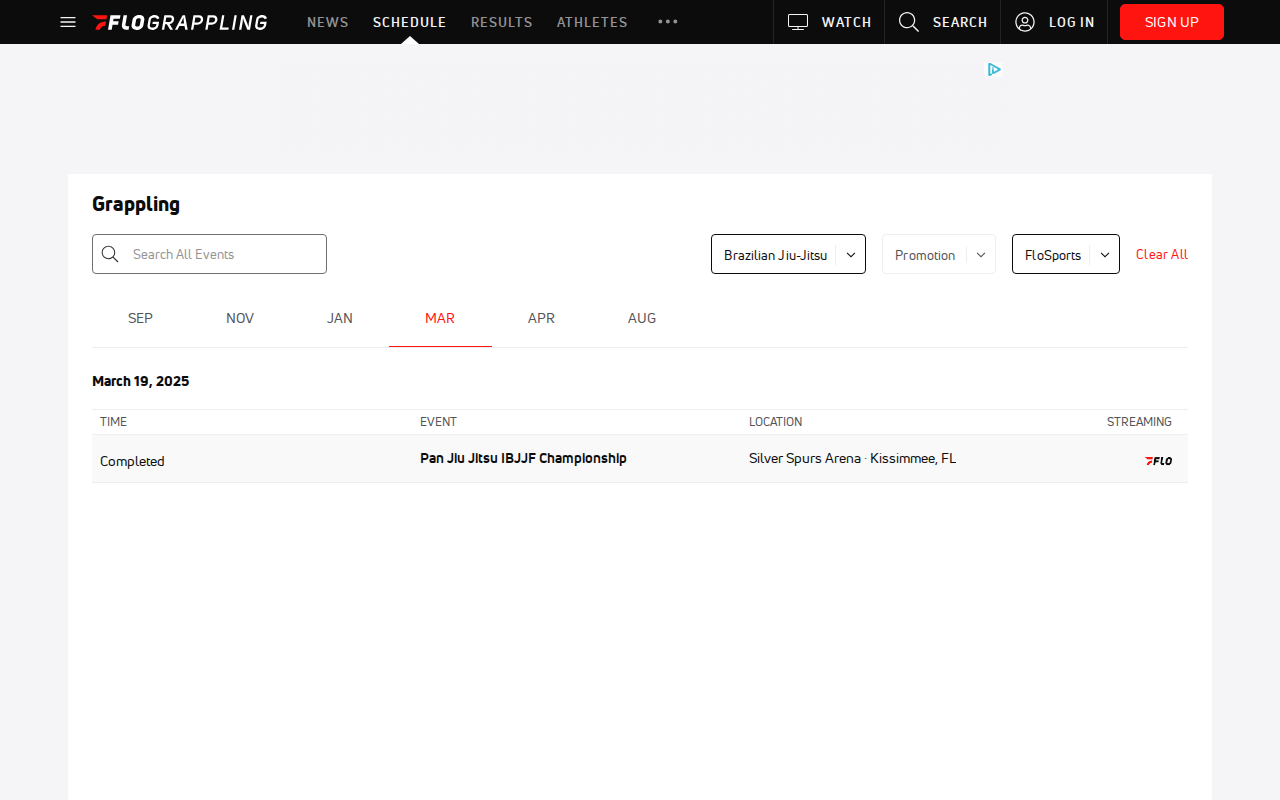 FLOGRAPPLING NEWS SCHEDULE RESULTS ATHLETES WATCH SEARCH LOG IN SIGN UP
Grappling
Search All Events Brazilian Jiu-Jitsu Promotion FloSports Clear All
SEP NOV JAN MAR APR AUG
March 19, 2025
TIME EVENT LOCATION STREAMING
Completed Pan Jiu Jitsu IBJJF Championship Silver Spurs Arena · Kissimmee, FL FLO